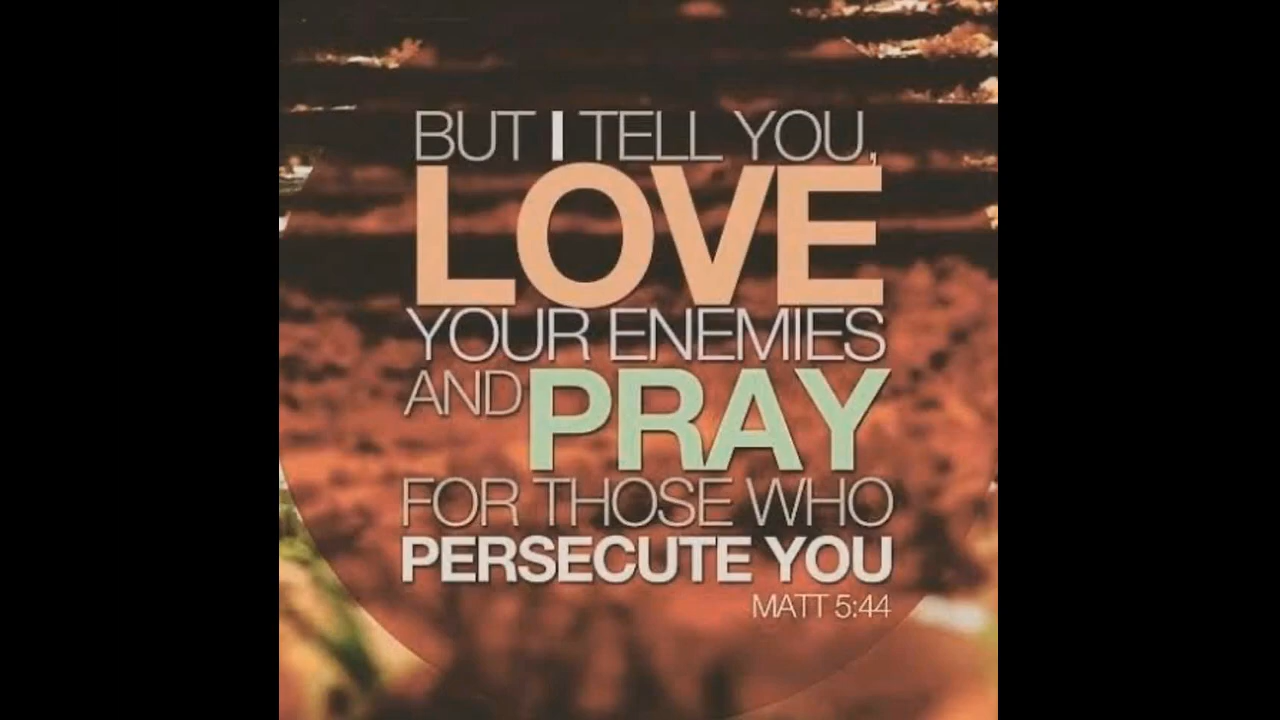 BUT I TELL YOU,
LOVE
YOUR ENEMIES
AND PRAY
FOR THOSE WHO
PERSECUTE YOU
MATT 5:44